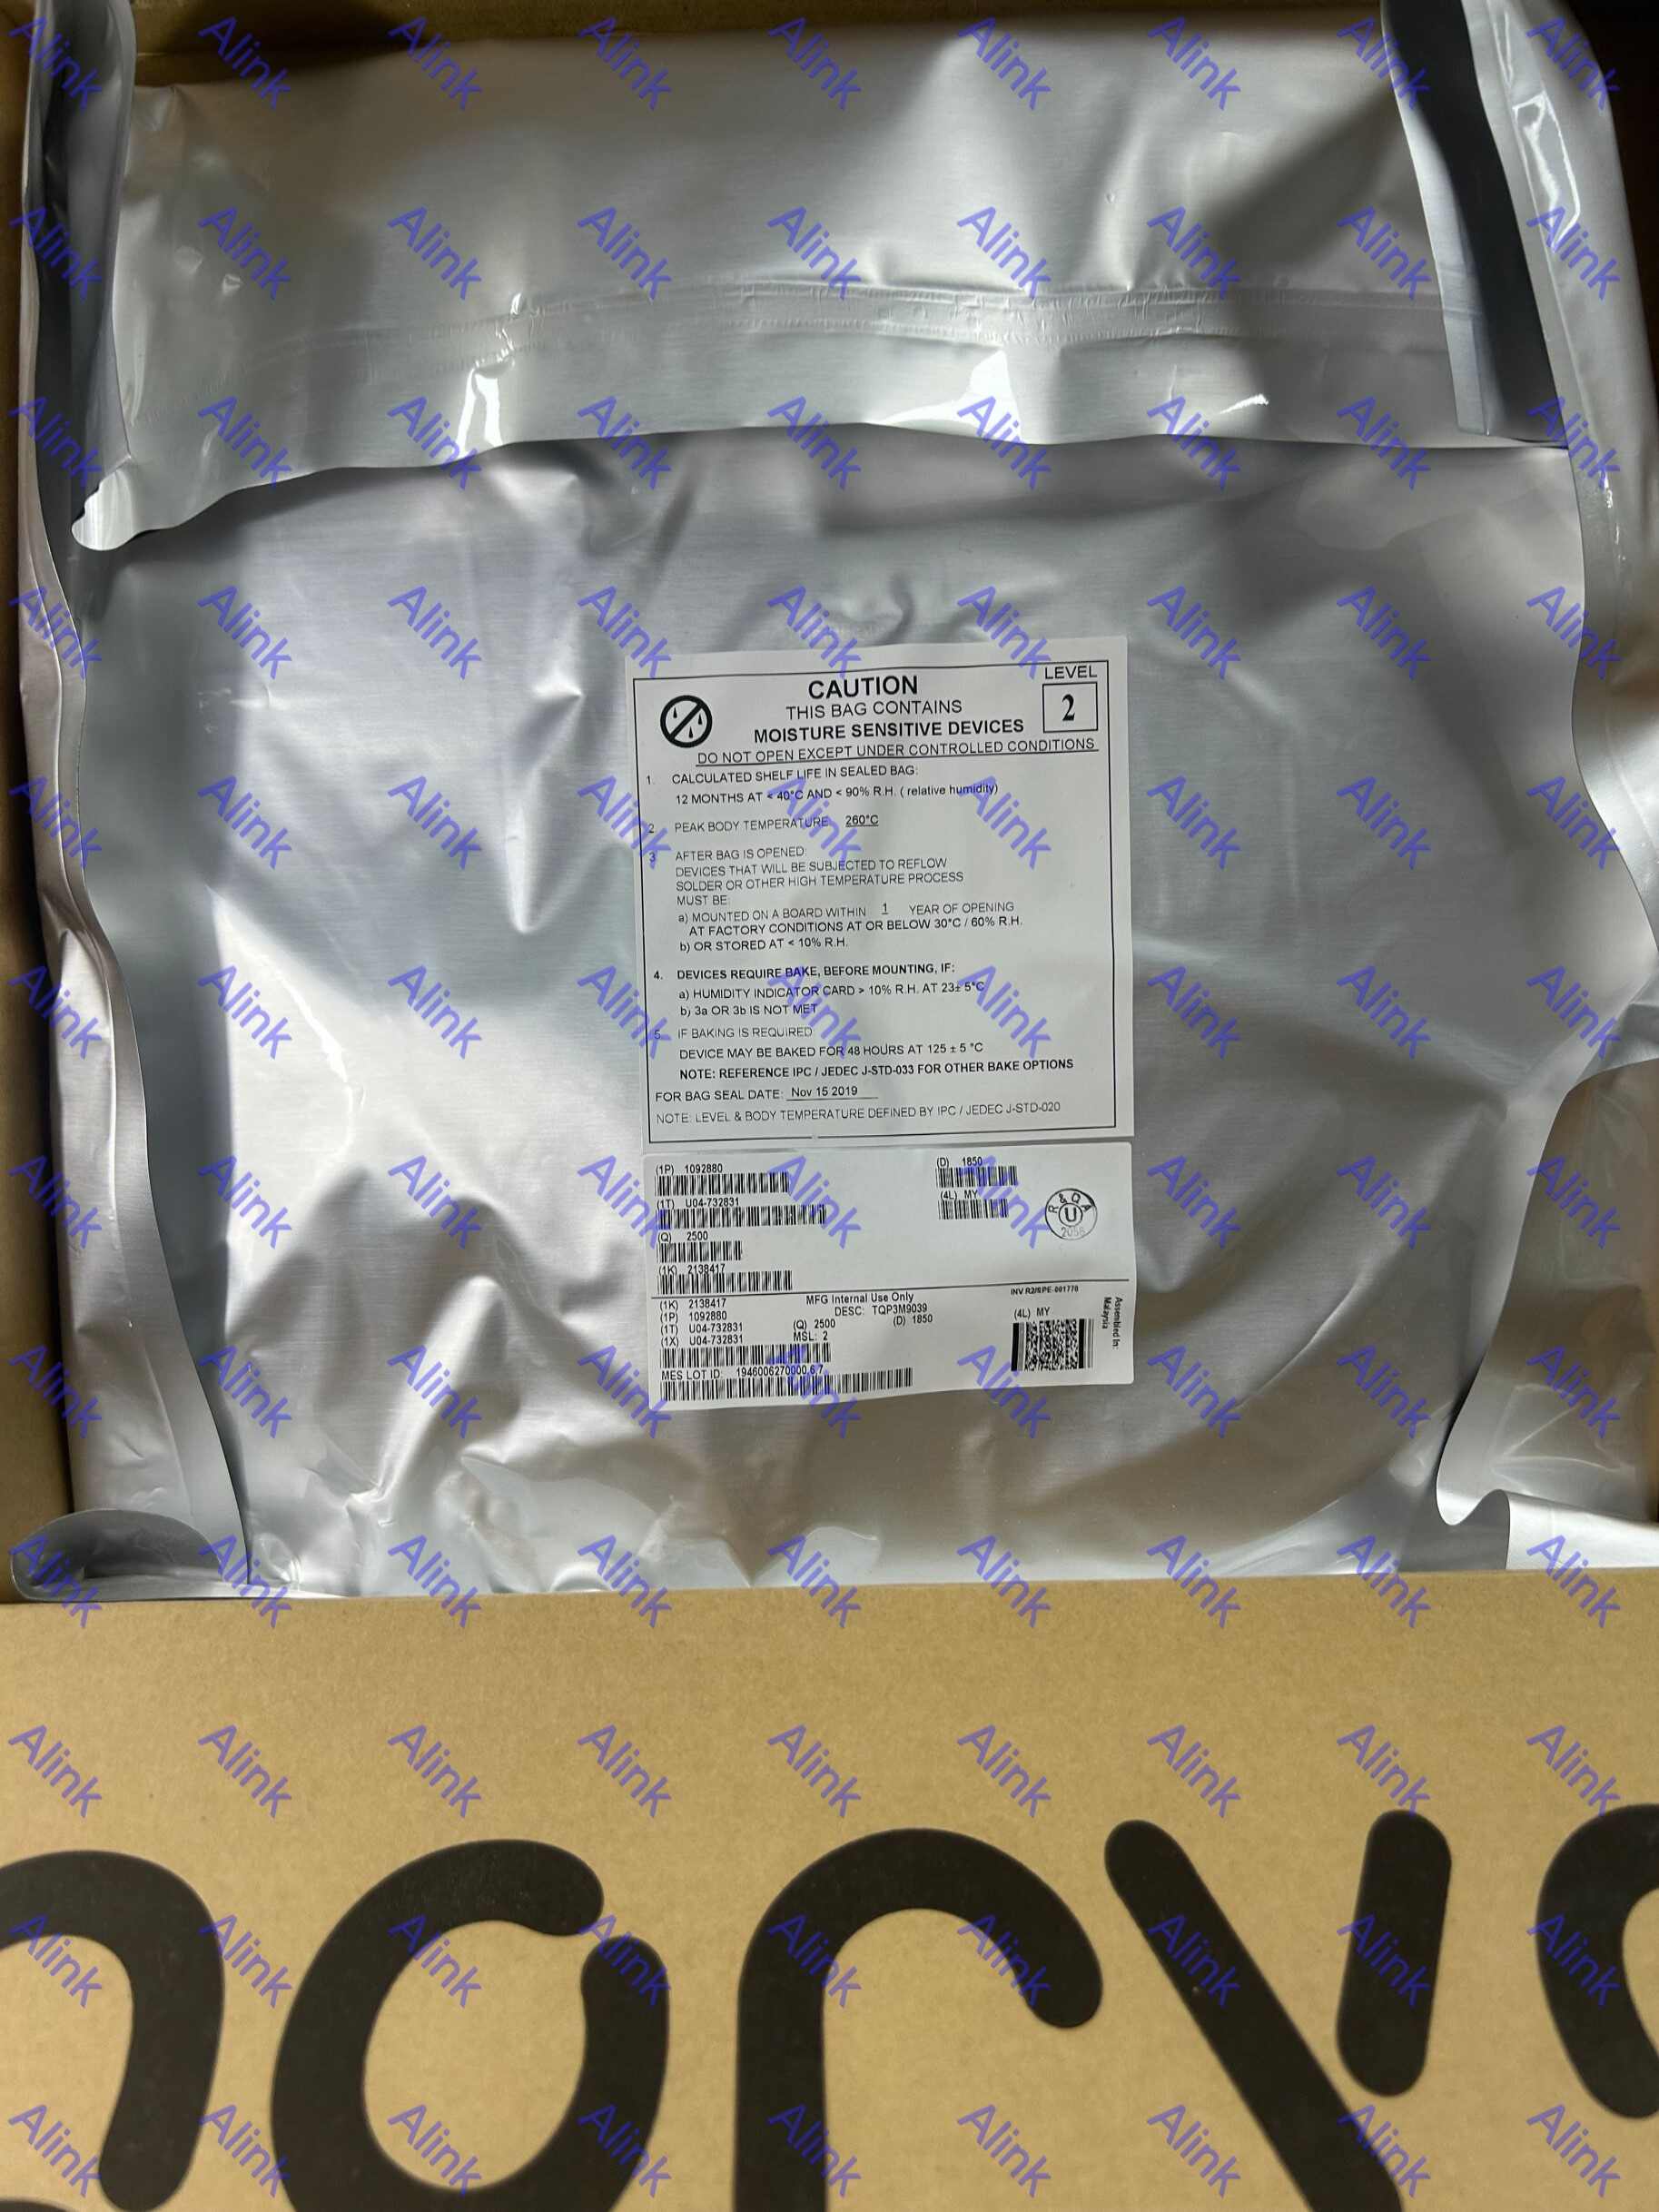 CAUTION
THIS BAG CONTAINS
MOISTURE SENSITIVE DEVICES
LEVEL
2
DO NOT OPEN EXCEPT UNDER CONTROLLED CONDITIONS
1. CALCULATED SHELF LIFE IN SEALED BAG:
12 MONTHS AT < 40°C AND < 90% R.H. ( relative humidity)
2. PEAK BODY TEMPERATURE 260°C
3. AFTER BAG IS OPENED:
DEVICES THAT WILL BE SUBJECTED TO REFLOW
SOLDER OR OTHER HIGH TEMPERATURE PROCESS
MUST BE:
a) MOUNTED ON A BOARD WITHIN 1 YEAR OF OPENING
AT FACTORY CONDITIONS AT OR BELOW 30°C / 60% R.H.
b) OR STORED AT < 10% R.H.
4. DEVICES REQUIRE BAKE, BEFORE MOUNTING, IF:
a) HUMIDITY INDICATOR CARD > 10% R.H. AT 23± 5°C
b) 3a OR 3b IS NOT MET
5. IF BAKING IS REQUIRED
DEVICE MAY BE BAKED FOR 48 HOURS AT 125 ± 5 °C
NOTE: REFERENCE IPC / JEDEC J-STD-033 FOR OTHER BAKE OPTIONS
FOR BAG SEAL DATE: Nov 15 2019
NOTE: LEVEL & BODY TEMPERATURE DEFINED BY IPC / JEDEC J-STD-020
(1P) 1092880
(D) 1850
(1T) U04-732831
(4L) MY
R & Q A
U
(Q) 2500
(1K) 2138417
MFG Internal Use Only
(1K) 2138417
DESC: TQP3M9039
(1P) 1092880
(Q) 2500
(D) 1850
(1T) U04-732831
MSL: 2
(1X) U04-732831
(4L) MY
Assembled In:
Malaysia
MES LOT ID: 1946006270000.6.7
Alink